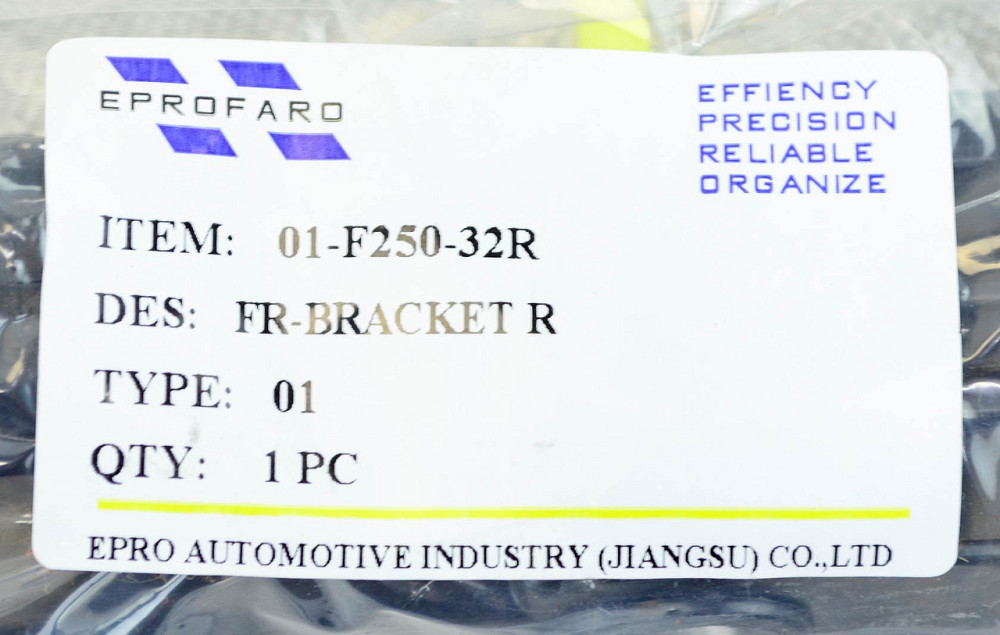 EPROFARO
EFFIENCY
PRECISION
RELIABLE
ORGANIZE
ITEM: 01-F250-32R
DES: FR-BRACKET R
TYPE: 01
QTY: 1 PC
EPRO AUTOMOTIVE INDUSTRY (JIANGSU) CO.,LTD